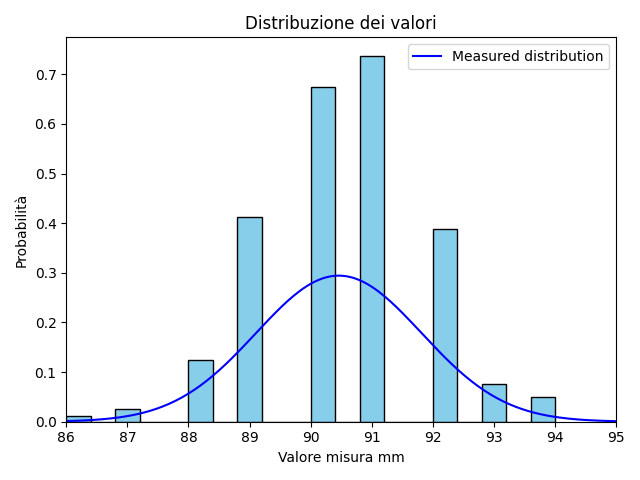 Distribuzione dei valori
Measured distribution
Probabilità
0.7
0.6
0.5
0.4
0.3
0.2
0.1
0.0
86 87 88 89 90 91 92 93 94 95
Valore misura mm